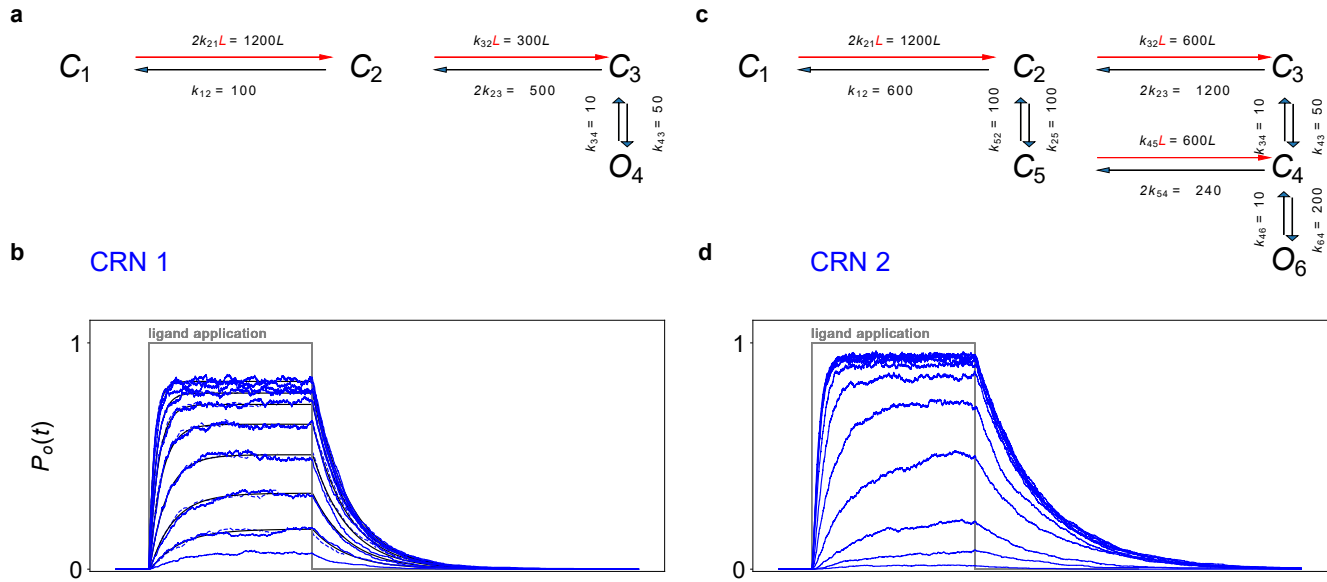 a
2k21L = 1200L
k32L = 300L
C1
C2
C3
k12 = 100
2k23 = 500
k34 = 10
k43 = 50
O4
b
CRN 1
ligand application
1
0
Po(t)
c
2k21L = 1200L
k32L = 600L
C1
C2
C3
k12 = 600
2k23 = 1200
k52 = 100
k25 = 100
k34 = 10
k43 = 50
k45L = 600L
C5
C4
2k54 = 240
k46 = 10
k64 = 200
O6
d
CRN 2
ligand application
1
0